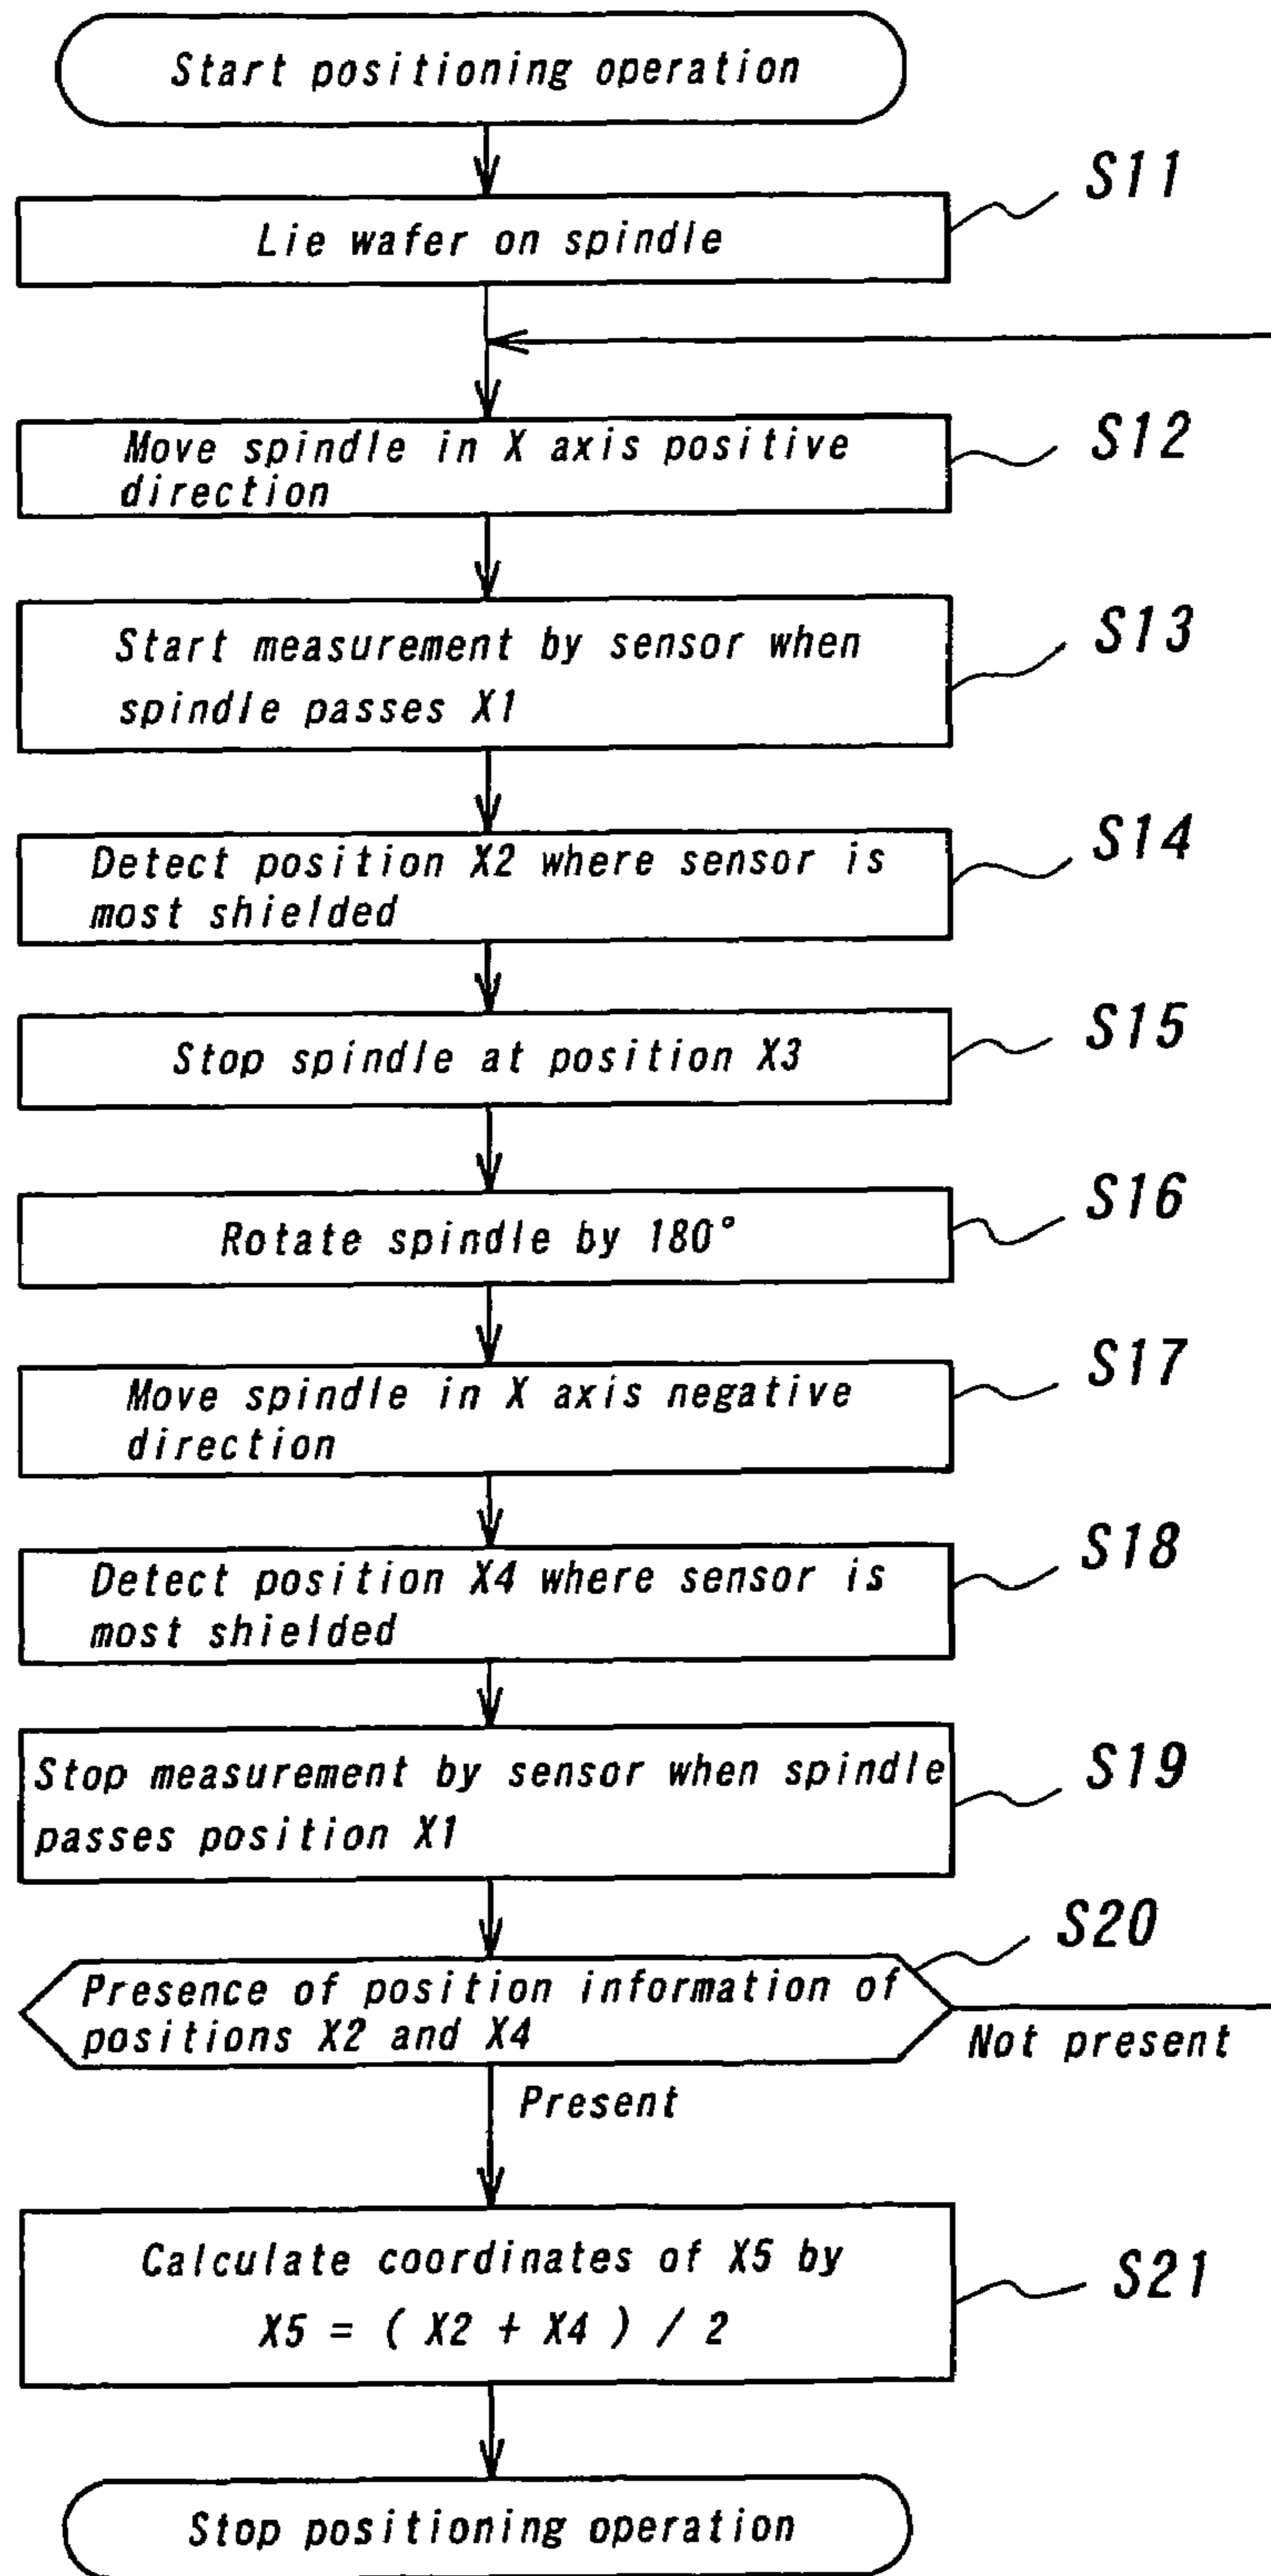 Start positioning operation
S11
Lie wafer on spindle
S12
Move spindle in X axis positive
direction
S13
Start measurement by sensor when
spindle passes X1
S14
Detect position X2 where sensor is
most shielded
S15
Stop spindle at position X3
S16
Rotate spindle by 180°
S17
Move spindle in X axis negative
direction
S18
Detect position X4 where sensor is
most shielded
S19
Stop measurement by sensor when spindle
passes position X1
S20
Presence of position information of
positions X2 and X4
Not present
Present
S21
Calculate coordinates of X5 by
X5 = ( X2 + X4 ) / 2
Stop positioning operation